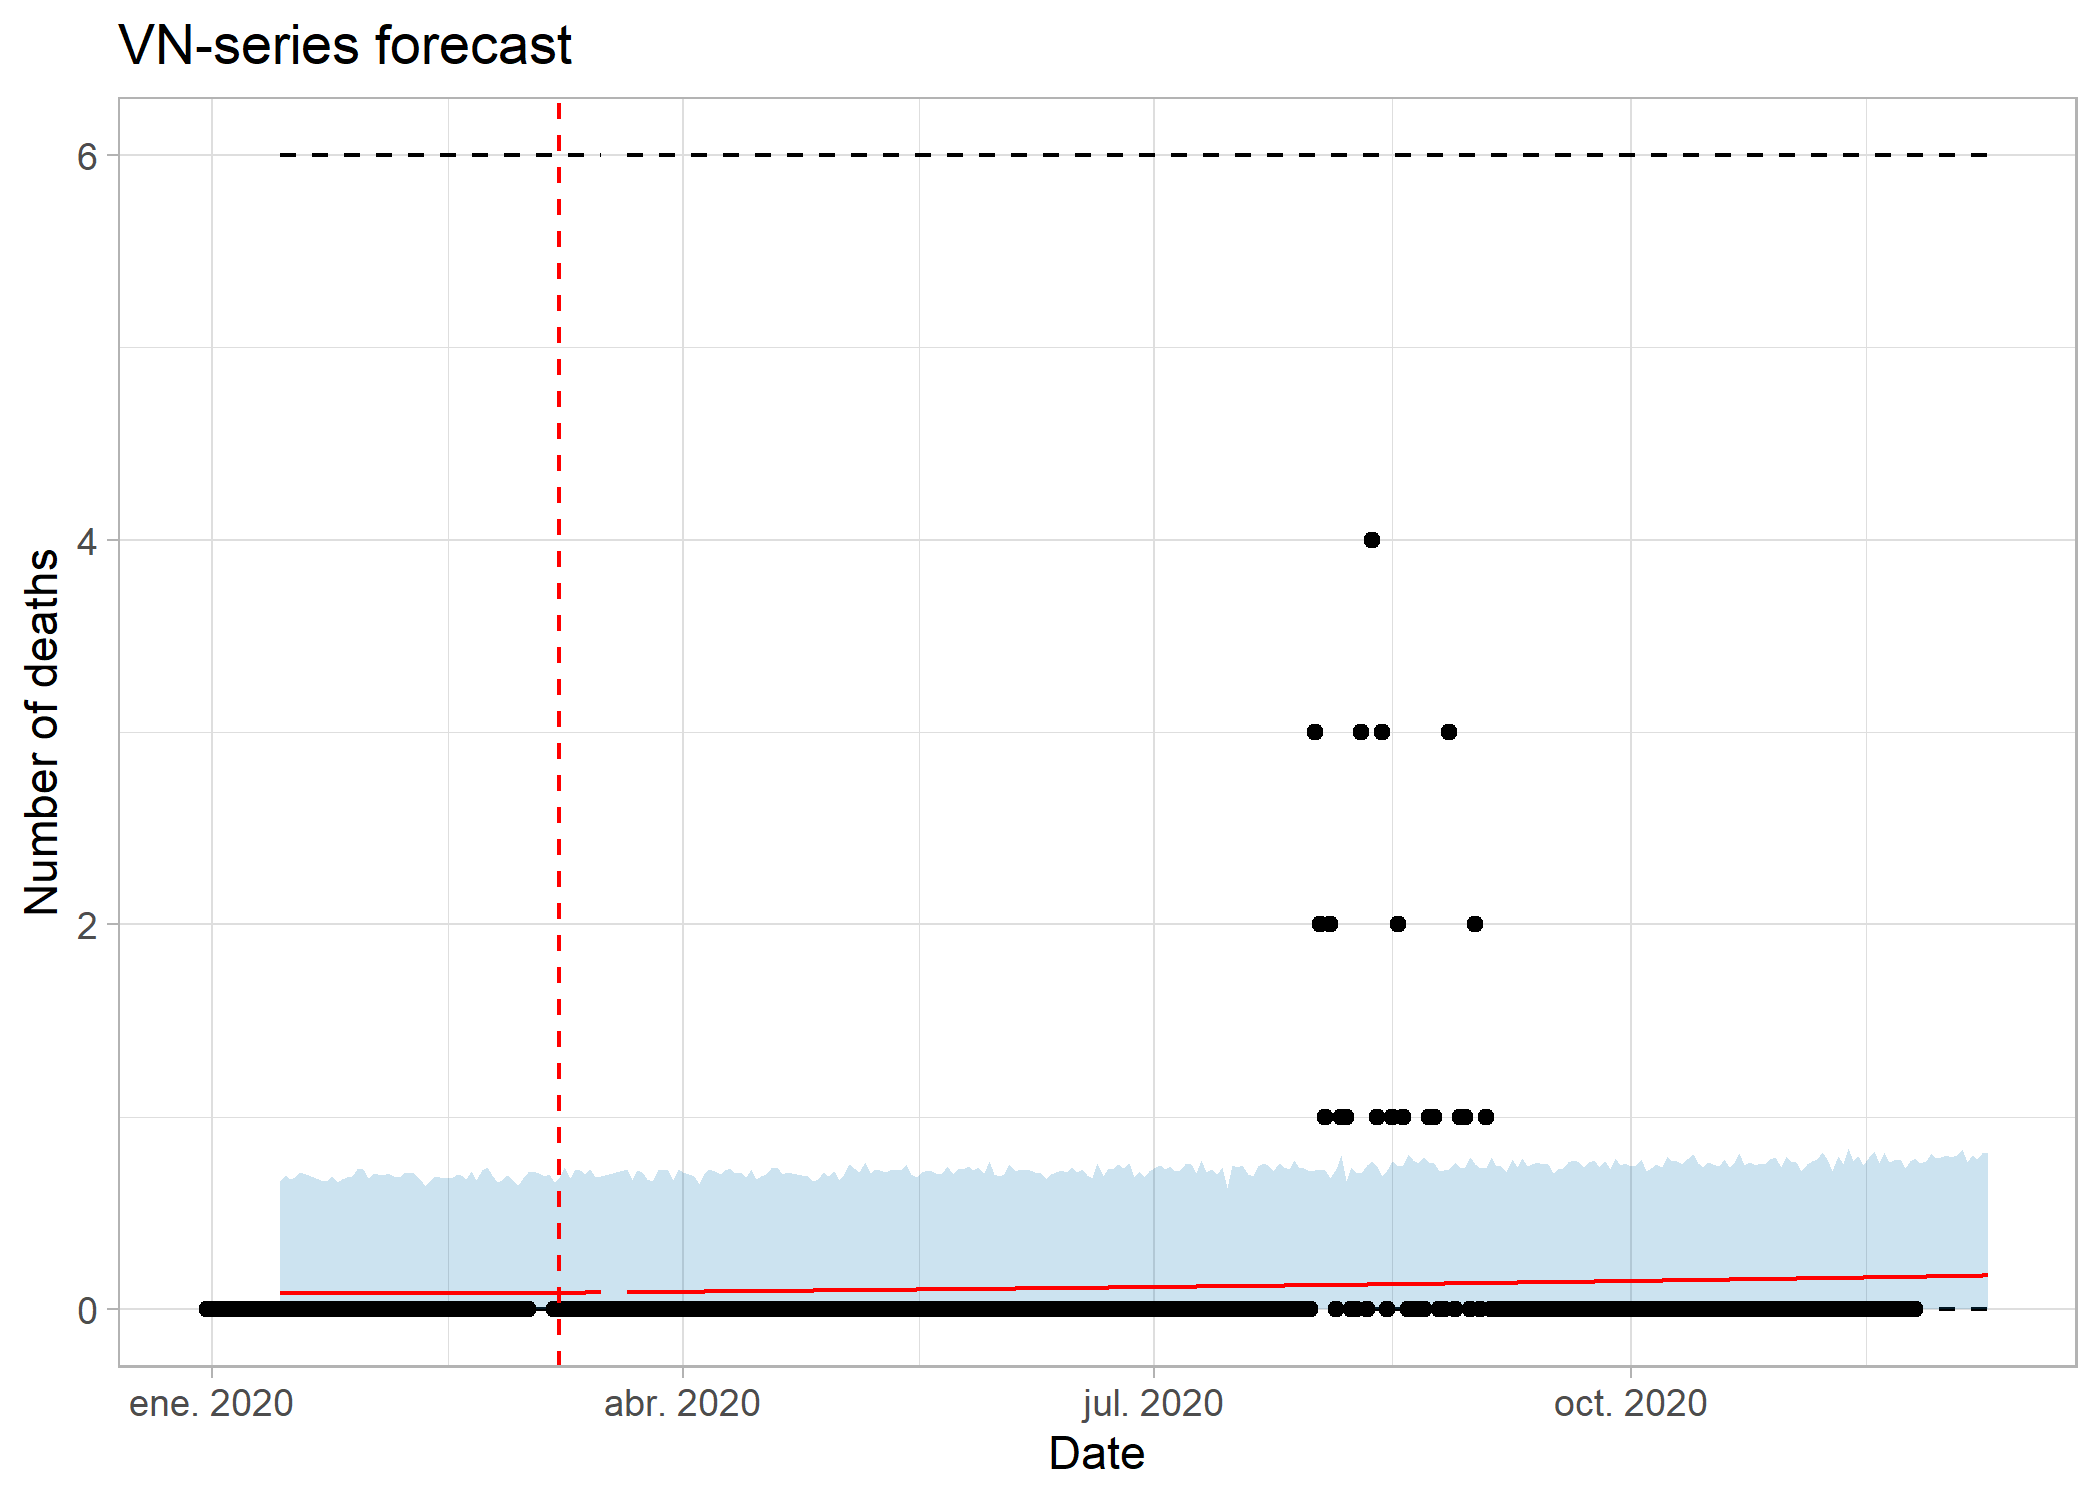 VN-series forecast
6
4
2
0
Number of deaths
ene. 2020
abr. 2020
jul. 2020
oct. 2020
Date